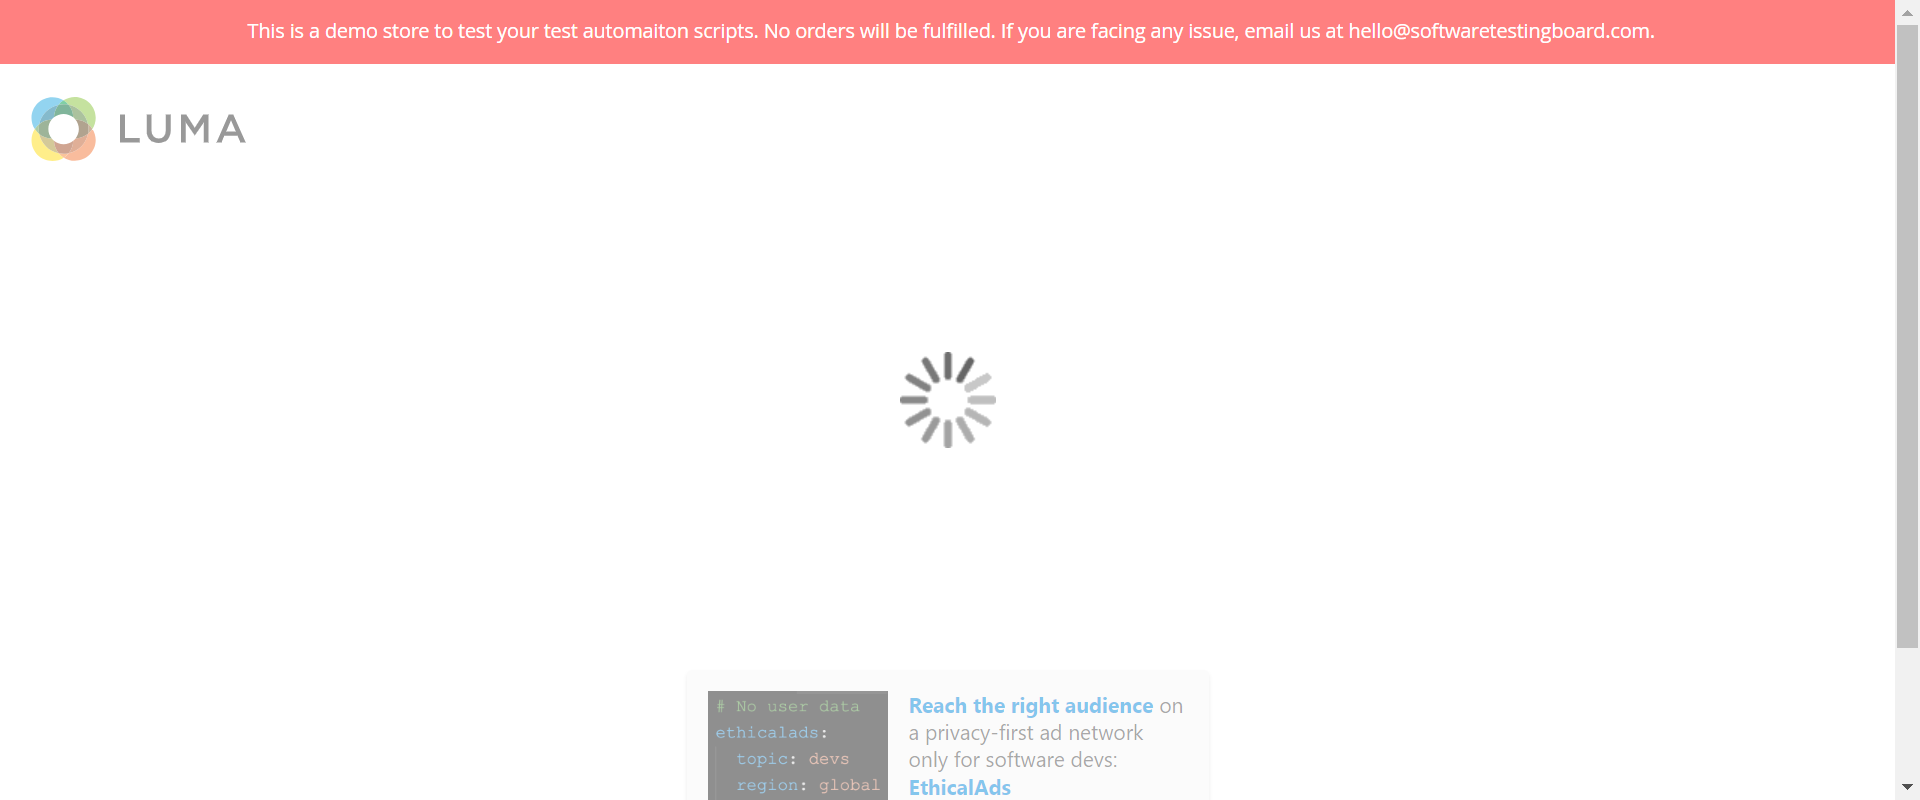 This is a demo store to test your test automaiton scripts. No orders will be fulfilled. If you are facing any issue, email us at hello@softwaretestingboard.com.
LUMA
# No user data
ethicalads:
topic: devs
region: global
Reach the right audience on
a privacy-first ad network
only for software devs:
EthicalAds